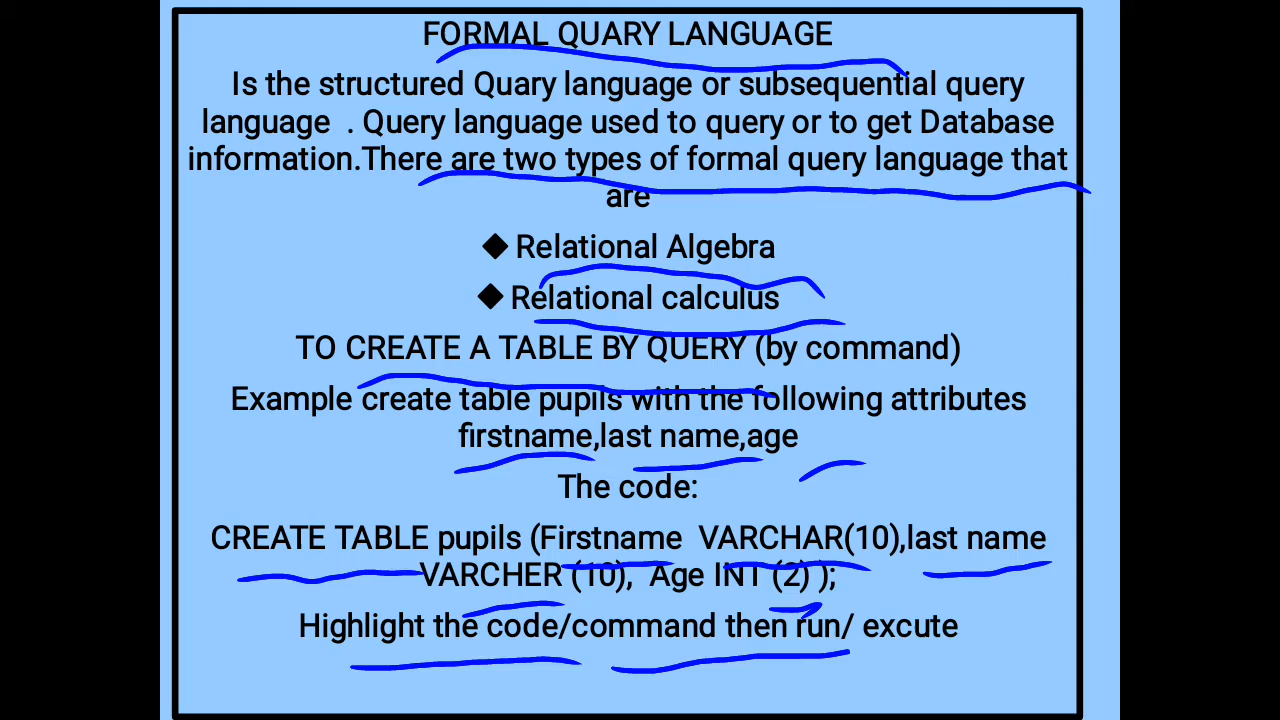 FORMAL QUARY LANGUAGE
Is the structured Quary language or subsequential query
language . Query language used to query or to get Database
information.There are two types of formal query language that
are
◆ Relational Algebra
◆ Relational calculus
TO CREATE A TABLE BY QUERY (by command)
Example create table pupils with the following attributes
firstname,last name,age
The code:
CREATE TABLE pupils (Firstname VARCHAR(10),last name
VARCHER (10), Age INT (2) );
Highlight the code/command then run/ excute